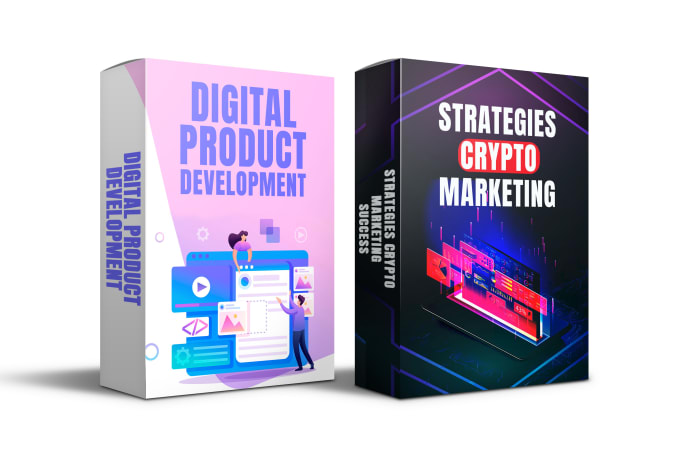 DIGITAL
PRODUCT
DEVELOPMENT
DIGITAL PRODUCT
DEVELOPMENT
STRATEGIES
CRYPTO
MARKETING
STRATEGIES CRYPTO
MARKETING
SUCCESS